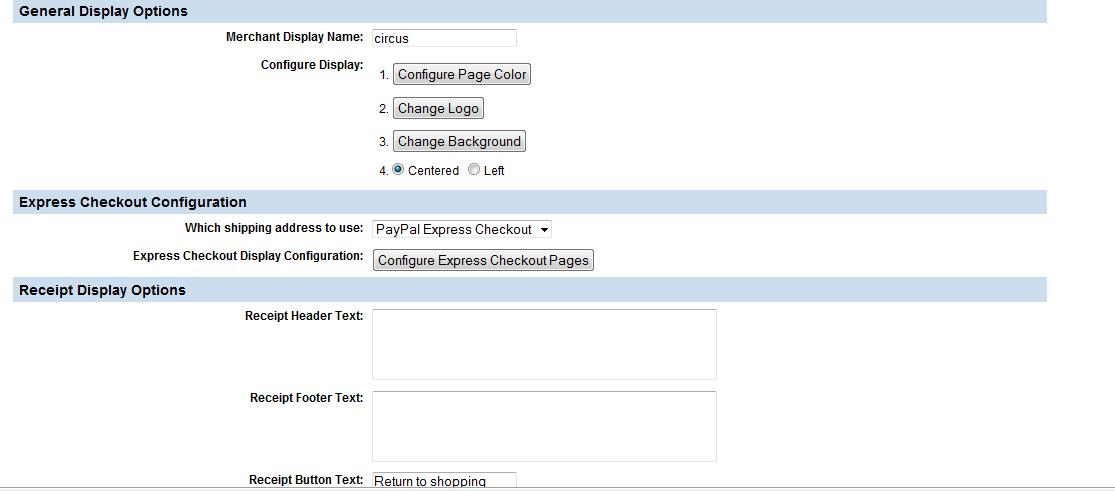 General Display Options
Merchant Display Name: circus
Configure Display:
1. Configure Page Color
2. Change Logo
3. Change Background
4. Centered Left
Express Checkout Configuration
Which shipping address to use: PayPal Express Checkout
Express Checkout Display Configuration: Configure Express Checkout Pages
Receipt Display Options
Receipt Header Text:
Receipt Footer Text:
Receipt Button Text: Return to shopping